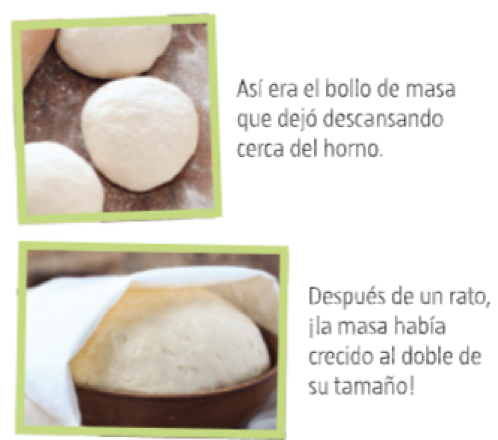 Así era el bollo de masa
que dejó descansando
cerca del horno.
Después de un rato,
¡la masa había
crecido al doble de
su tamaño!